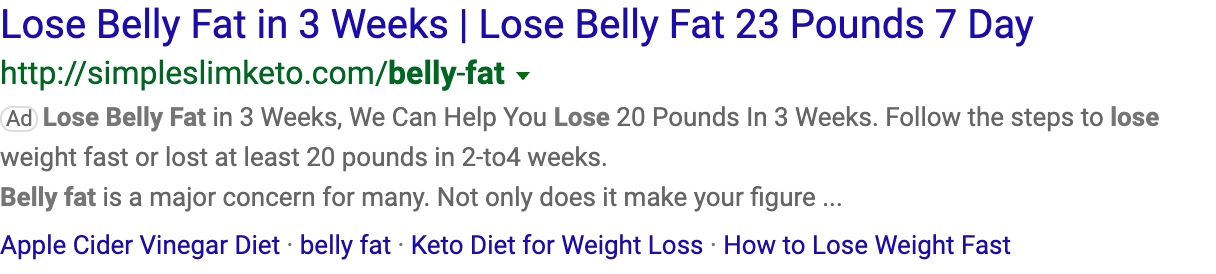 Lose Belly Fat in 3 Weeks | Lose Belly Fat 23 Pounds 7 Day
http://simpleslimketo.com/belly-fat
Ad Lose Belly Fat in 3 Weeks, We Can Help You Lose 20 Pounds In 3 Weeks. Follow the steps to lose
weight fast or lost at least 20 pounds in 2-to4 weeks.
Belly fat is a major concern for many. Not only does it make your figure ...
Apple Cider Vinegar Diet · belly fat · Keto Diet for Weight Loss · How to Lose Weight Fast